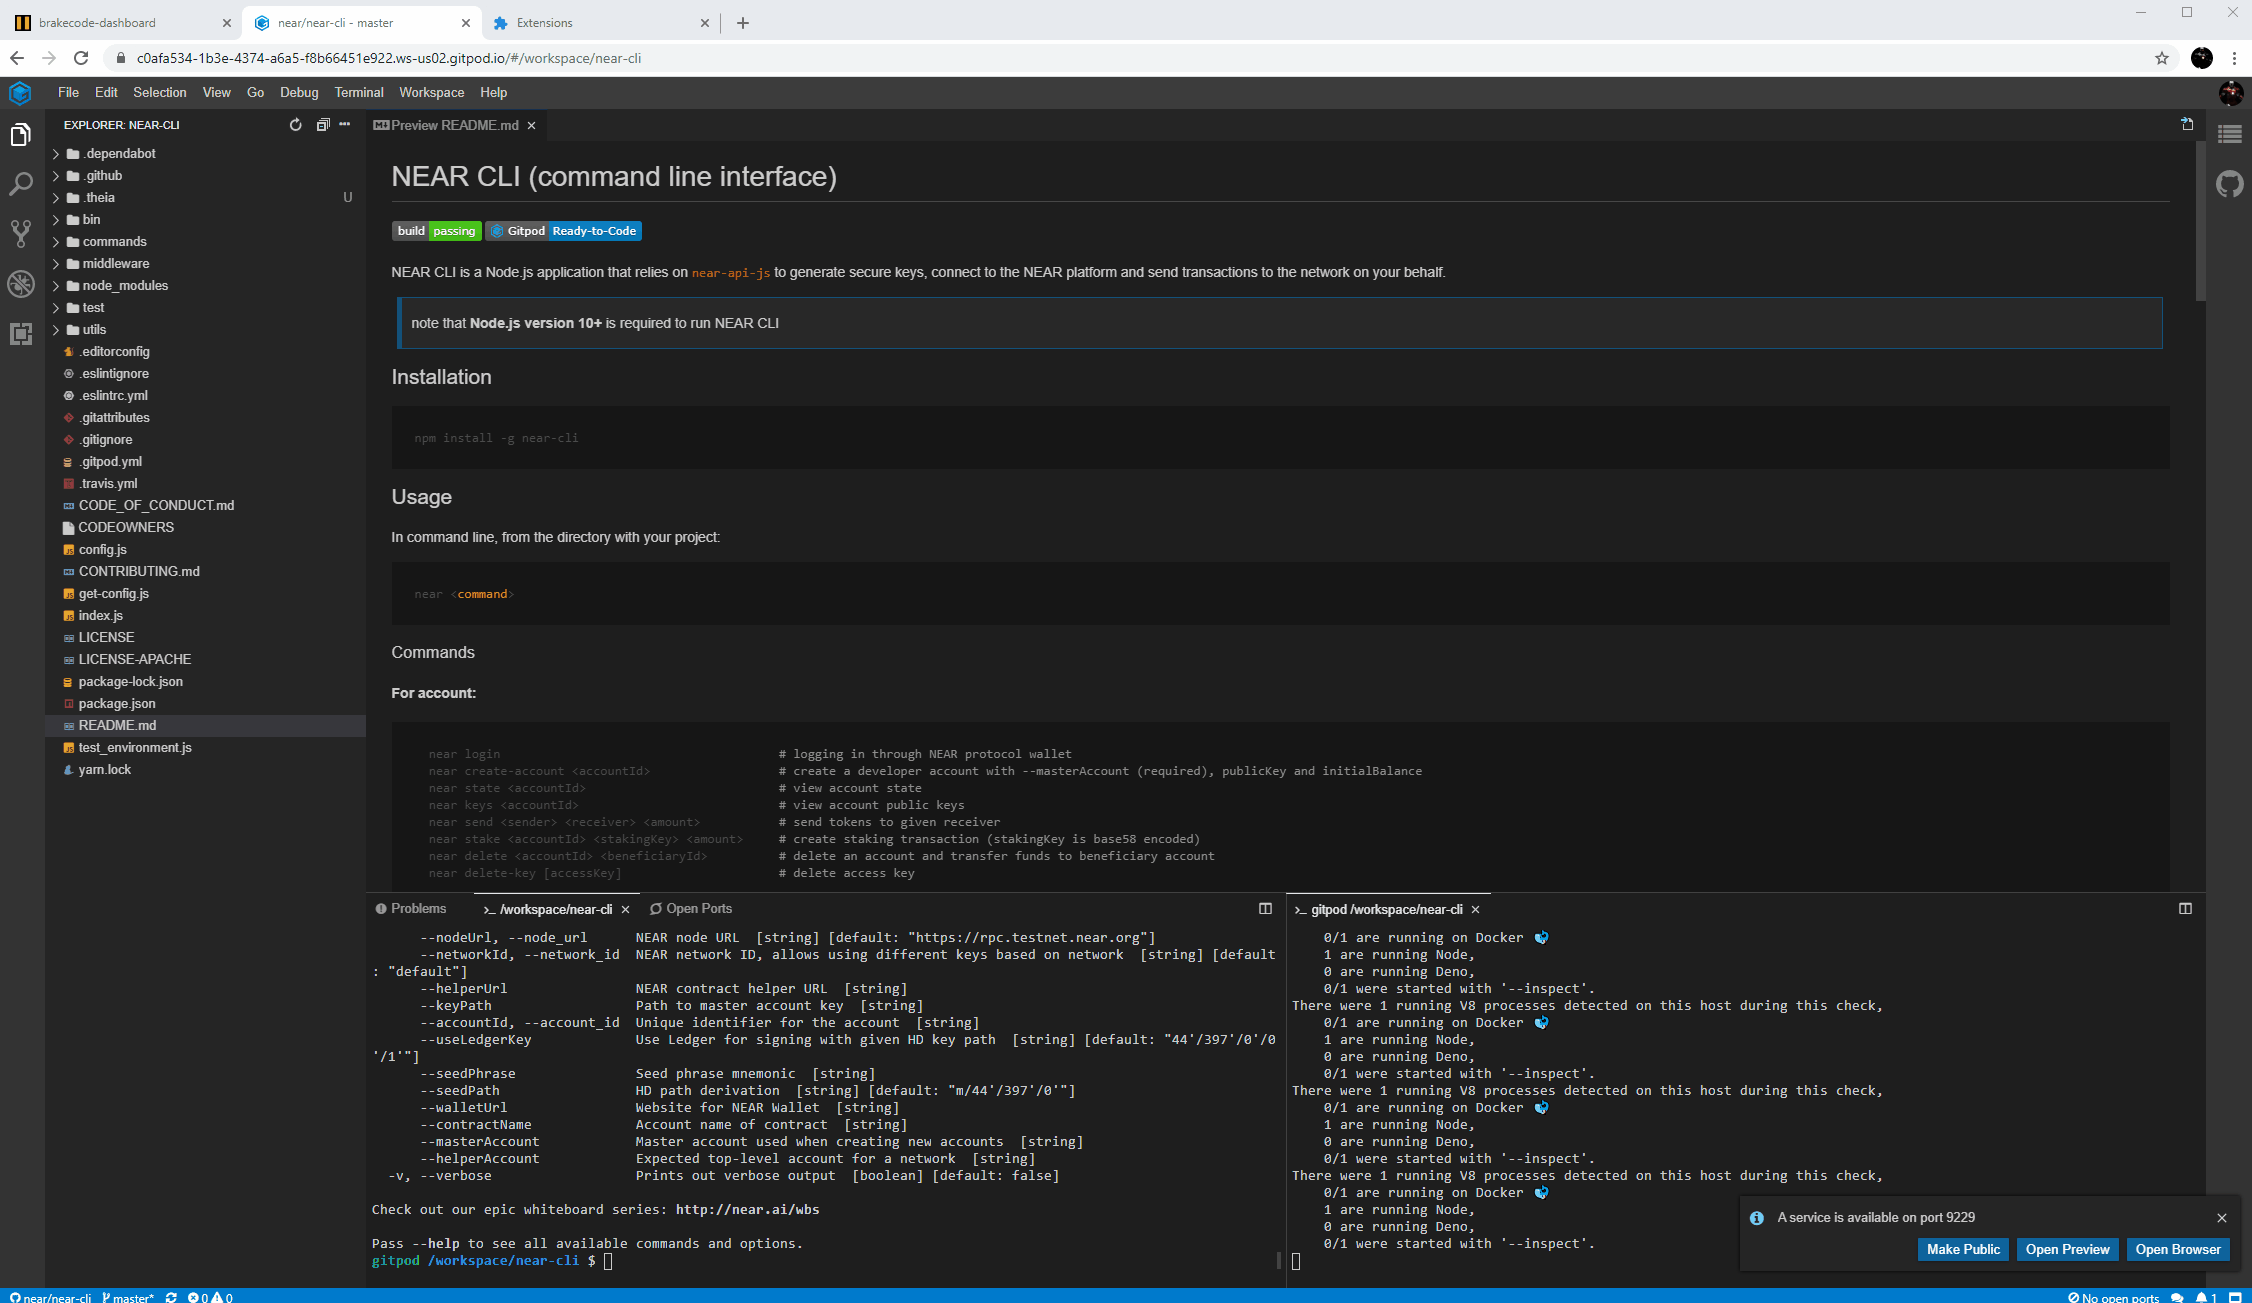 brakecode-dashboard
near/near-cli - master
Extensions
c0afa534-1b3e-4374-a6a5-f8b66451e922.ws-us02.gitpod.io/#/workspace/near-cli
File Edit Selection View Go Debug Terminal Workspace Help
EXPLORER: NEAR-CLI
.dependabot
.github
.theia U
bin
commands
middleware
node_modules
test
utils
.editorconfig
.eslintignore
.eslintrc.yml
.gitattributes
.gitignore
.gitpod.yml
.travis.yml
CODE_OF_CONDUCT.md
CODEOWNERS
config.js
CONTRIBUTING.md
get-config.js
index.js
LICENSE
LICENSE-APACHE
package-lock.json
package.json
README.md
test_environment.js
yarn.lock
Preview README.md
NEAR CLI (command line interface)
build passing Gitpod Ready-to-Code
NEAR CLI is a Node.js application that relies on near-api-js to generate secure keys, connect to the NEAR platform and send transactions to the network on your behalf.
note that Node.js version 10+ is required to run NEAR CLI
Installation
npm install -g near-cli
Usage
In command line, from the directory with your project:
near <command>
Commands
For account:
near login # logging in through NEAR protocol wallet
near create-account <accountId> # create a developer account with --masterAccount (required), publicKey and initialBalance
near state <accountId> # view account state
near keys <accountId> # view account public keys
near send <sender> <receiver> <amount> # send tokens to given receiver
near stake <accountId> <stakingKey> <amount> # create staking transaction (stakingKey is base58 encoded)
near delete <accountId> <beneficiaryId> # delete an account and transfer funds to beneficiary account
near delete-key [accessKey] # delete access key
Problems >_ /workspace/near-cli Open Ports
--nodeUrl, --node_url NEAR node URL [string] [default: "https://rpc.testnet.near.org"]
--networkId, --network_id NEAR network ID, allows using different keys based on network [string] [default
: "default"]
--helperUrl NEAR contract helper URL [string]
--keyPath Path to master account key [string]
--accountId, --account_id Unique identifier for the account [string]
--useLedgerKey Use Ledger for signing with given HD key path [string] [default: "44'/397'/0'/0
'/1'"]
--seedPhrase Seed phrase mnemonic [string]
--seedPath HD path derivation [string] [default: "m/44'/397'/0'"]
--walletUrl Website for NEAR Wallet [string]
--contractName Account name of contract [string]
--masterAccount Master account used when creating new accounts [string]
--helperAccount Expected top-level account for a network [string]
-v, --verbose Prints out verbose output [boolean] [default: false]
Check out our epic whiteboard series: http://near.ai/wbs
Pass --help to see all available commands and options.
gitpod /workspace/near-cli $
>_ gitpod /workspace/near-cli
0/1 are running on Docker
1 are running Node,
0 are running Deno,
0/1 were started with '--inspect'.
There were 1 running V8 processes detected on this host during this check,
0/1 are running on Docker
1 are running Node,
0 are running Deno,
0/1 were started with '--inspect'.
There were 1 running V8 processes detected on this host during this check,
0/1 are running on Docker
1 are running Node,
0 are running Deno,
0/1 were started with '--inspect'.
There were 1 running V8 processes detected on this host during this check,
0/1 are running on Docker
1 are running Node,
0 are running Deno,
0/1 were started with '--inspect'.
A service is available on port 9229
Make Public Open Preview Open Browser
near/near-cli master* 0 0
No open ports 1